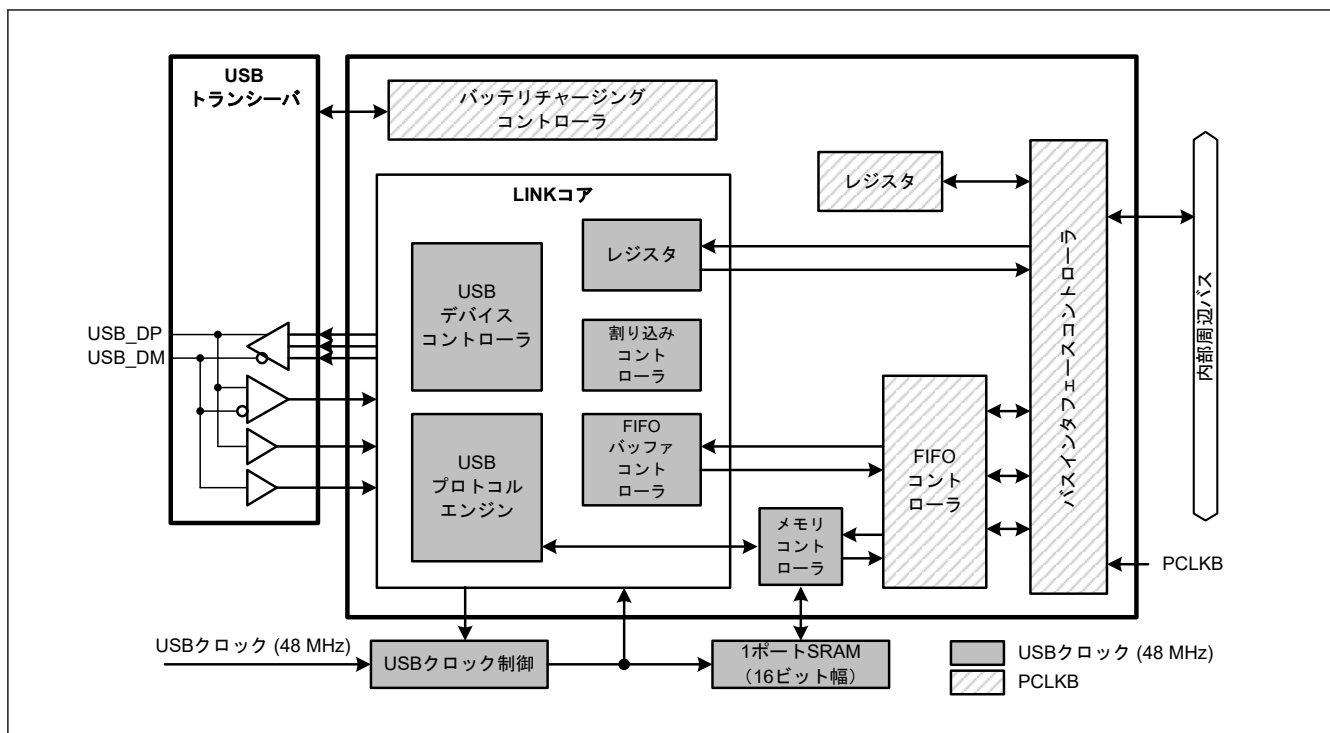 USB
トランシーバ
バッテリチャージング
コントローラ
レジスタ
LINKコア
レジスタ
USB
デバイス
コントローラ
割り込み
コント
ローラ
USB_DP
USB_DM
USB
プロトコル
エンジン
FIFO
バッファ
コント
ローラ
FIFO
コント
ローラ
メモリ
コント
ローラ
バスインタフェースコントローラ
内部周辺バス
PCLKB
USBクロック (48 MHz)
USBクロック制御
1ポートSRAM
（16ビット幅）
USBクロック (48 MHz)
PCLKB